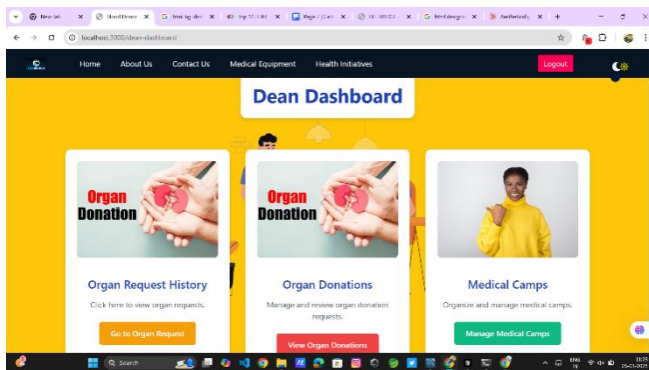 New tab
localhost:3000/dean-dashboard
Home About Us Contact Us Medical Equipment Health Initiatives Logout
Dean Dashboard
Organ Donation
Organ Donation
Organ Request History
Click here to view organ requests.
Go to Organ Request
Organ Donations
Manage and review organ donation
requests.
View Organ Donations
Medical Camps
Organize and manage medical camps.
Manage Medical Camps
Search
ENG